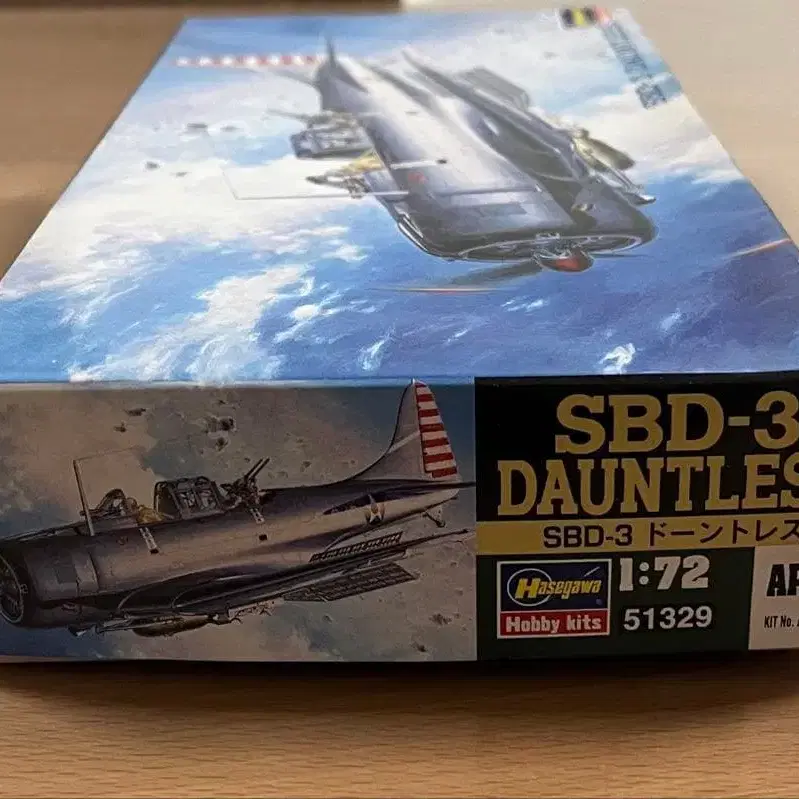 SBD-3
DAUNTLES
SBD-3 ドーントレス
Hasegawa
Hobby kits
1:72
51329
AP
KIT No.